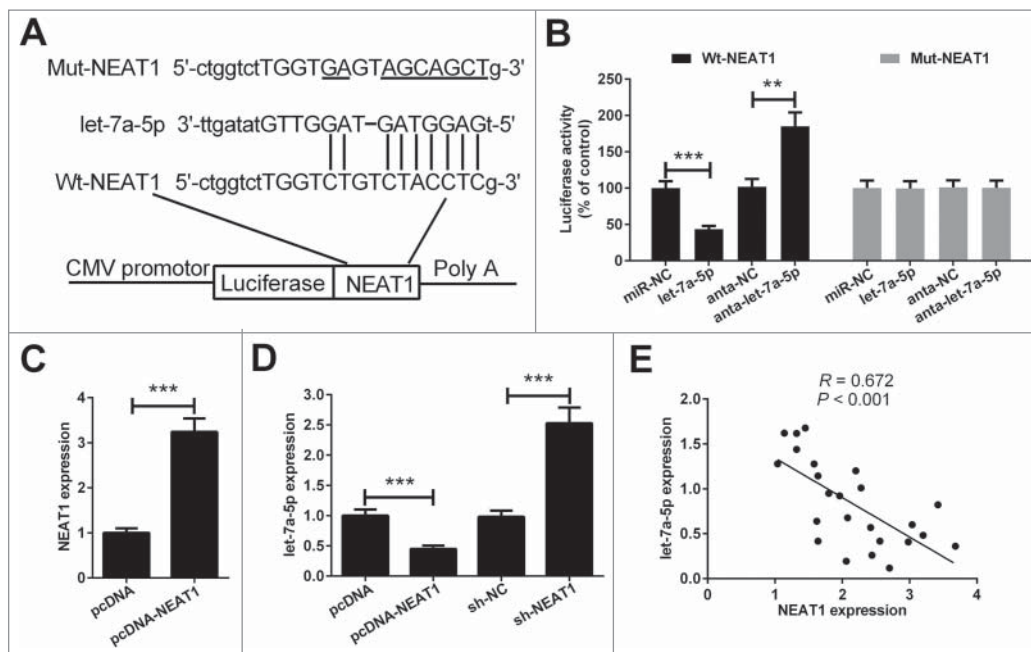 A
Mut-NEAT1 5'-ctggtctTGGTGAGTAGCAGCTg-3'
let-7a-5p 3'-ttgatatGTTGGAT-GATGGAGt-5'
Wt-NEAT1 5'-ctggtctTGGTCTGTCTACCTCg-3'
CMV promotor
Luciferase
NEAT1
Poly A
B
Wt-NEAT1
Mut-NEAT1
Luciferase activity
(% of control)
250
200
150
100
50
0
***
**
miR-NC
let-7a-5p
anta-NC
anta-let-7a-5p
miR-NC
let-7a-5p
anta-NC
anta-let-7a-5p
C
NEAT1 expression
4
3
2
1
0
***
pcDNA
pcDNA-NEAT1
D
let-7a-5p expression
3.0
2.5
2.0
1.5
1.0
0.5
0.0
***
***
pcDNA
pcDNA-NEAT1
sh-NC
sh-NEAT1
E
R = 0.672
P < 0.001
let-7a-5p expression
2.0
1.5
1.0
0.5
0.0
0 1 2 3 4
NEAT1 expression